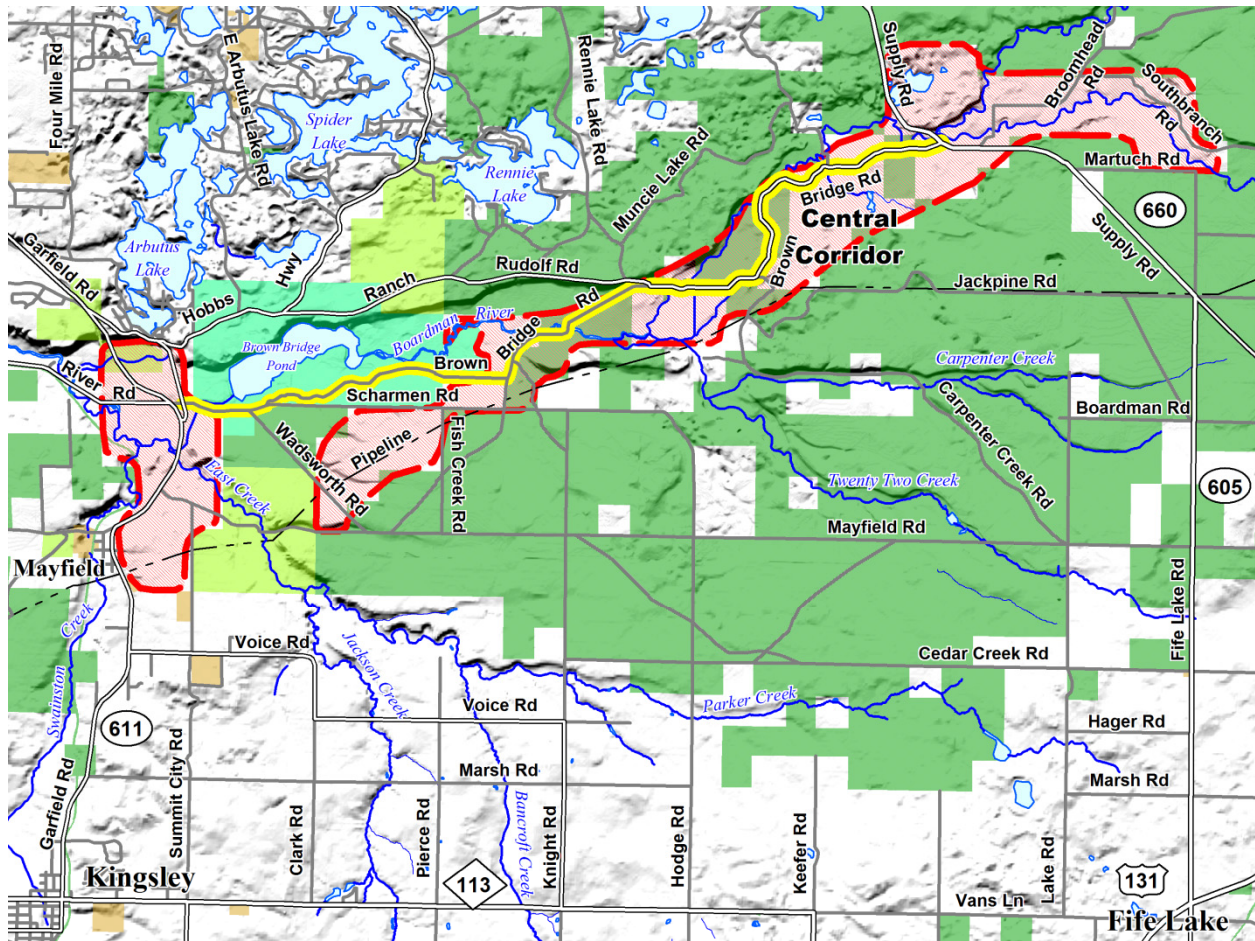 Four Mile Rd
E Arbutus Lake Rd
Spider
Lake
Rennie Lake Rd
Rennie
Lake
Muncie Lake Rd
Supply Rd
Broomhead
Rd
Southbranch
Rd
Martuch Rd
660
Bridge Rd
Central
Corridor
Brown
Supply Rd
Garfield Rd
Arbutus
Lake
Hobbs
Hwy
Ranch
Rudolf Rd
Jackpine Rd
Boardman River
Rd
Bridge
Brown
Brown Bridge
Pond
River
Rd
Scharmen Rd
Carpenter Creek
Carpenter Creek Rd
Boardman Rd
Wadsworth Rd
Pipeline
Fish Creek Rd
East Creek
Twenty Two Creek
605
Mayfield Rd
Mayfield
Fife Lake Rd
Swainston Creek
Voice Rd
Jackson Creek
Cedar Creek Rd
Voice Rd
Parker Creek
Hager Rd
611
Marsh Rd
Marsh Rd
Garfield Rd
Summit City Rd
Clark Rd
Pierce Rd
Bancroft Creek
Knight Rd
Hodge Rd
Keefer Rd
Lake Rd
Kingsley
113
131
Vans Ln
Fife Lake